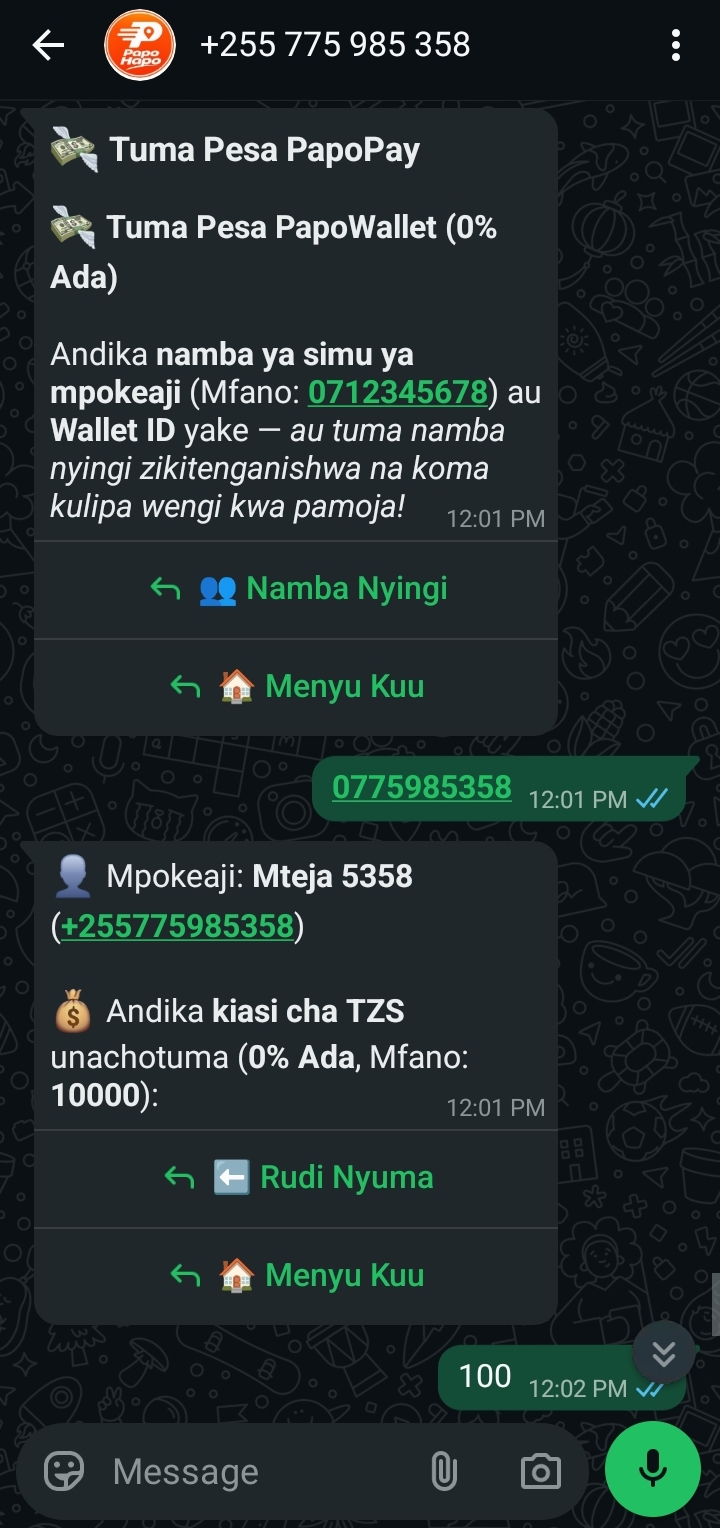 +255 775 985 358
Papo
Hapo
💸 Tuma Pesa PapoPay
💸 Tuma Pesa PapoWallet (0%
Ada)
Andika namba ya simu ya
mpokeaji (Mfano: 0712345678) au
Wallet ID yake — au tuma namba
nyingi zikitenganishwa na koma
kulipa wengi kwa pamoja!
12:01 PM
👥 Namba Nyingi
🏠 Menyu Kuu
0775985358 12:01 PM
👤 Mpokeaji: Mteja 5358
(+255775985358)
💰 Andika kiasi cha TZS
unachotuma (0% Ada, Mfano:
10000):
12:01 PM
⬅️ Rudi Nyuma
🏠 Menyu Kuu
100 12:02 PM
Message